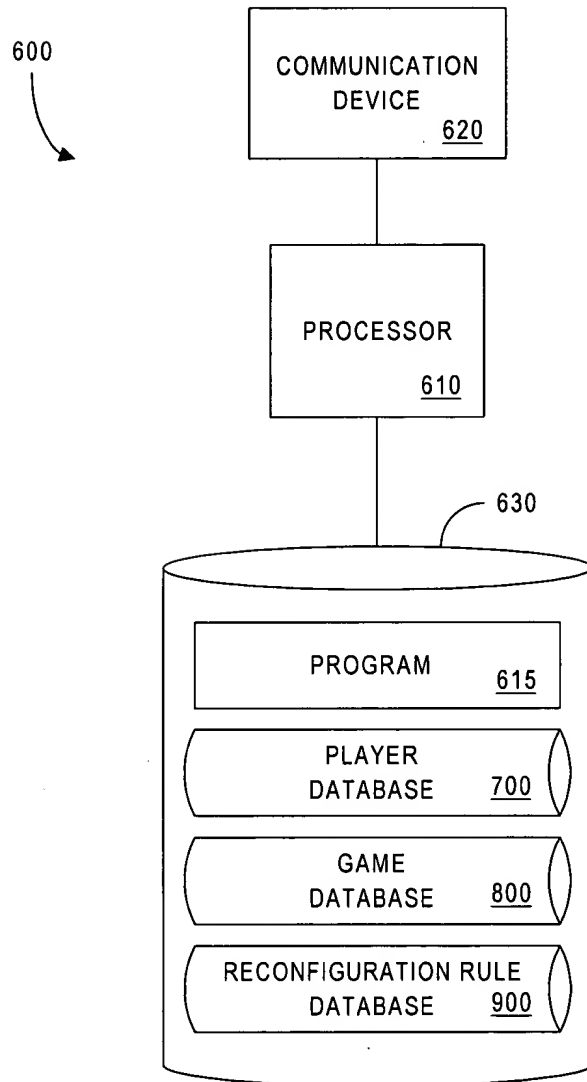 600
COMMUNICATION
DEVICE
620
PROCESSOR
610
630
PROGRAM
615
PLAYER
DATABASE
700
GAME
DATABASE
800
RECONFIGURATION RULE
DATABASE
900